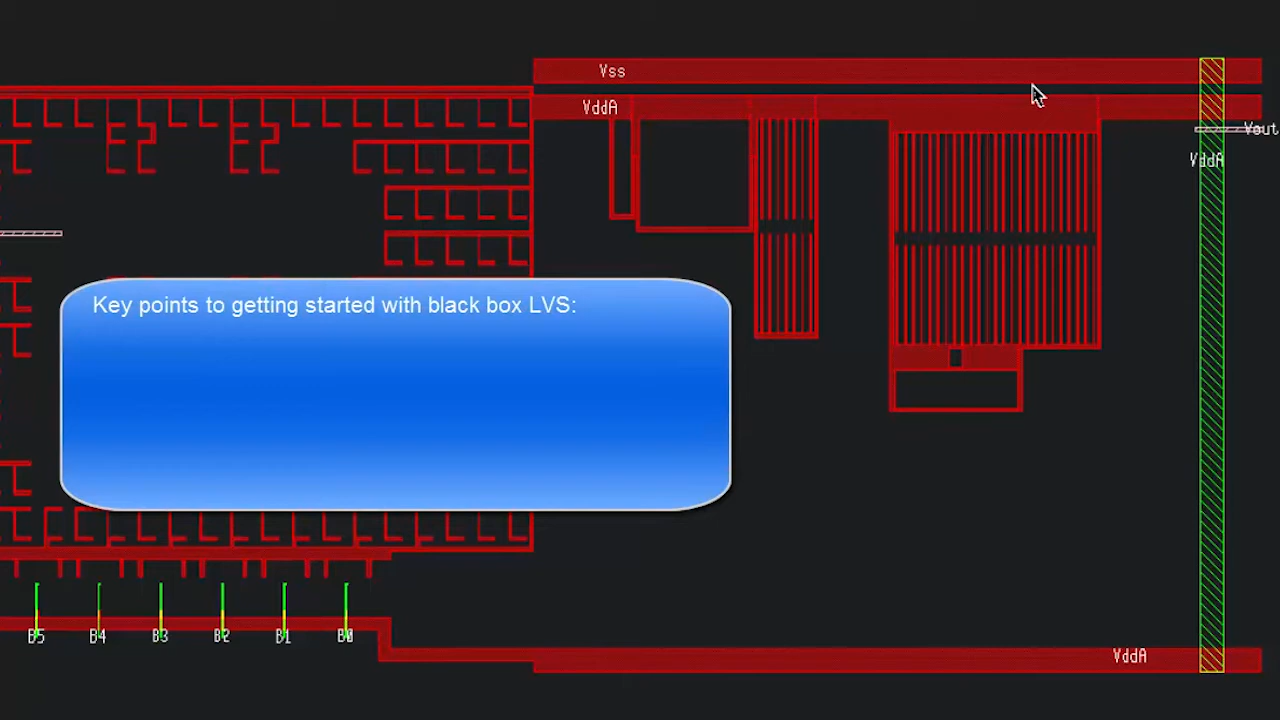 Vss
VddA
Vout
VddA
Key points to getting started with black box LVS:
B5 B4 B3 B2 B1 B0
VddA